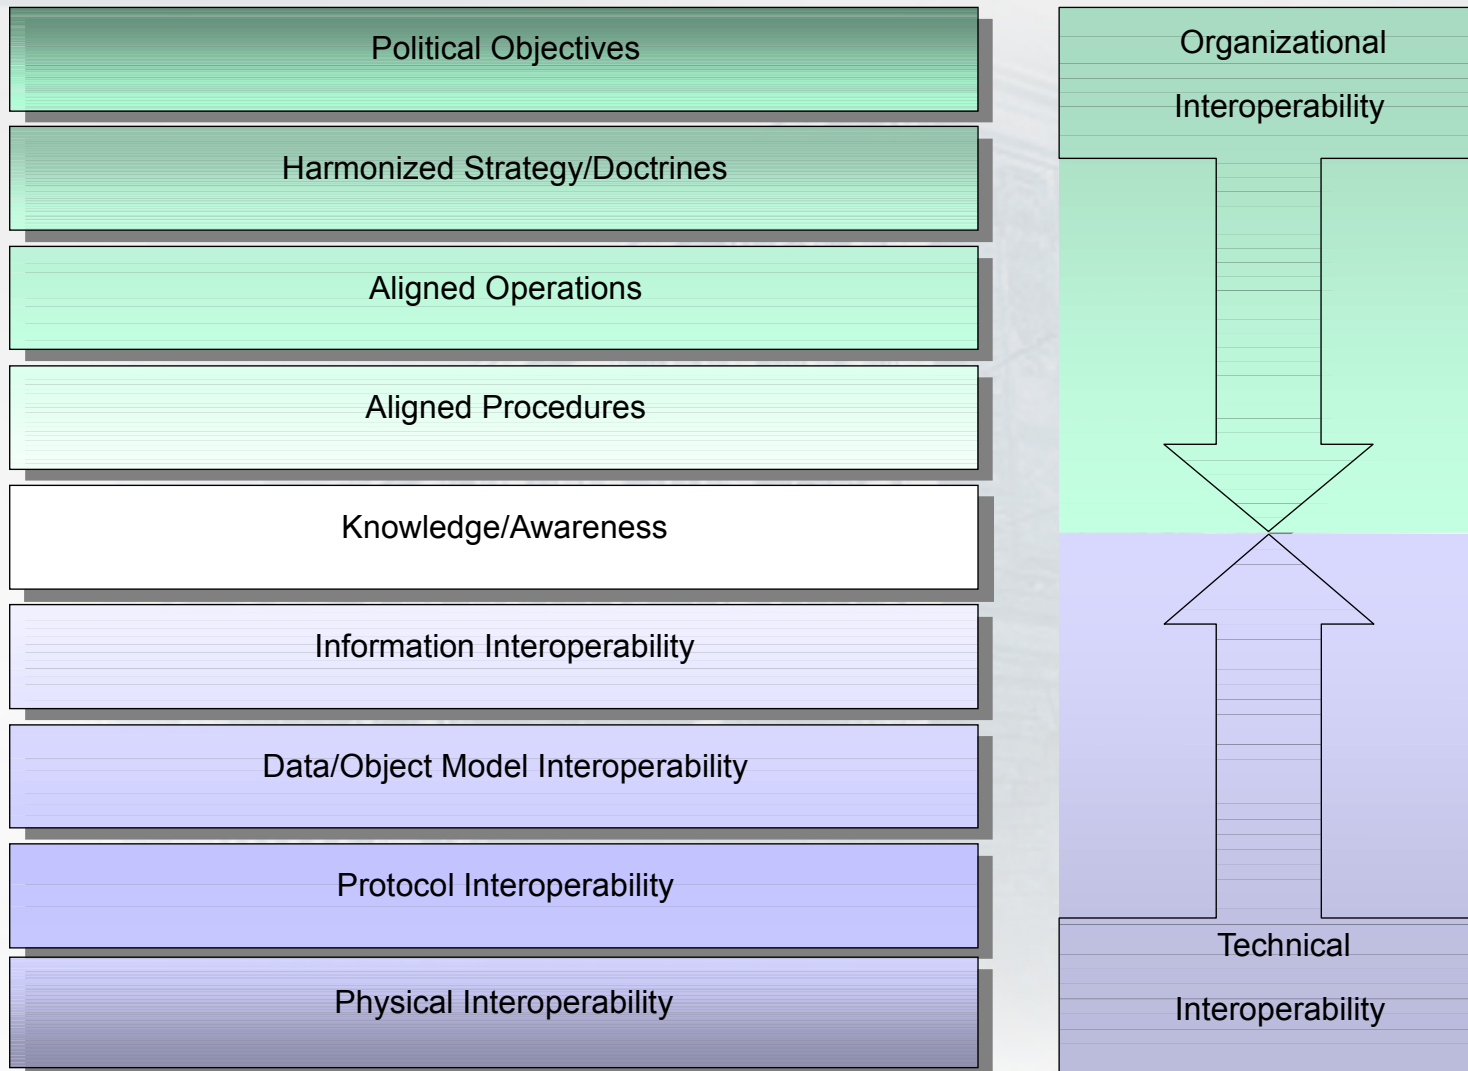 Political Objectives
Harmonized Strategy/Doctrines
Aligned Operations
Aligned Procedures
Knowledge/Awareness
Information Interoperability
Data/Object Model Interoperability
Protocol Interoperability
Physical Interoperability
Organizational
Interoperability
Technical
Interoperability